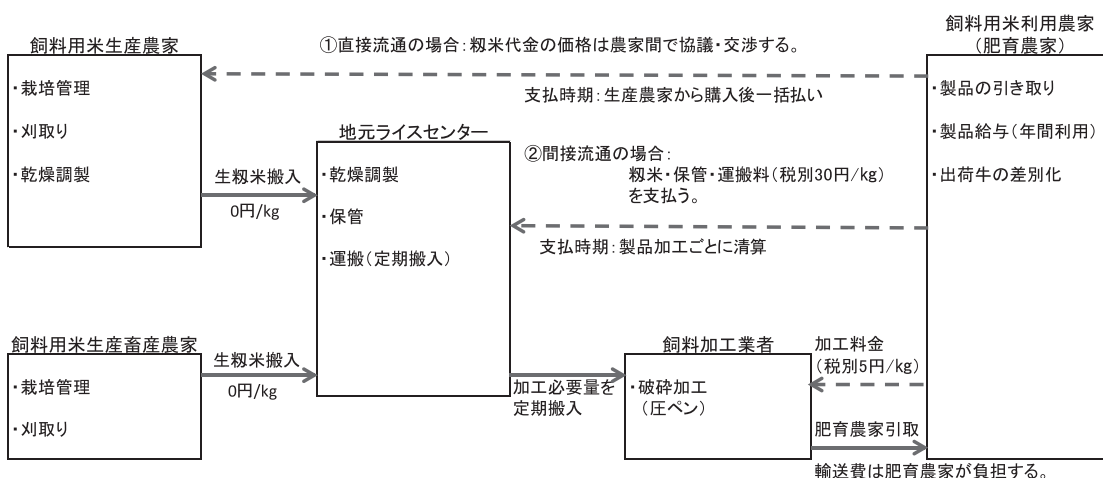 飼料用米生産農家
・栽培管理
・刈取り
・乾燥調製
①直接流通の場合：籾米代金の価格は農家間で協議・交渉する。
支払時期：生産農家から購入後一括払い
飼料用米利用農家
（肥育農家）
・製品の引き取り
・製品給与（年間利用）
・出荷牛の差別化
生籾米搬入
0円/kg
地元ライスセンター
・乾燥調製
・保管
・運搬（定期搬入）
②間接流通の場合：
籾米・保管・運搬料（税別30円/kg）
を支払う。
支払時期：製品加工ごとに清算
飼料用米生産畜産農家
・栽培管理
・刈取り
生籾米搬入
0円/kg
加工必要量を
定期搬入
飼料加工業者
・破砕加工
（圧ペン）
加工料金
（税別5円/kg）
肥育農家引取
輸送費は肥育農家が負担する。